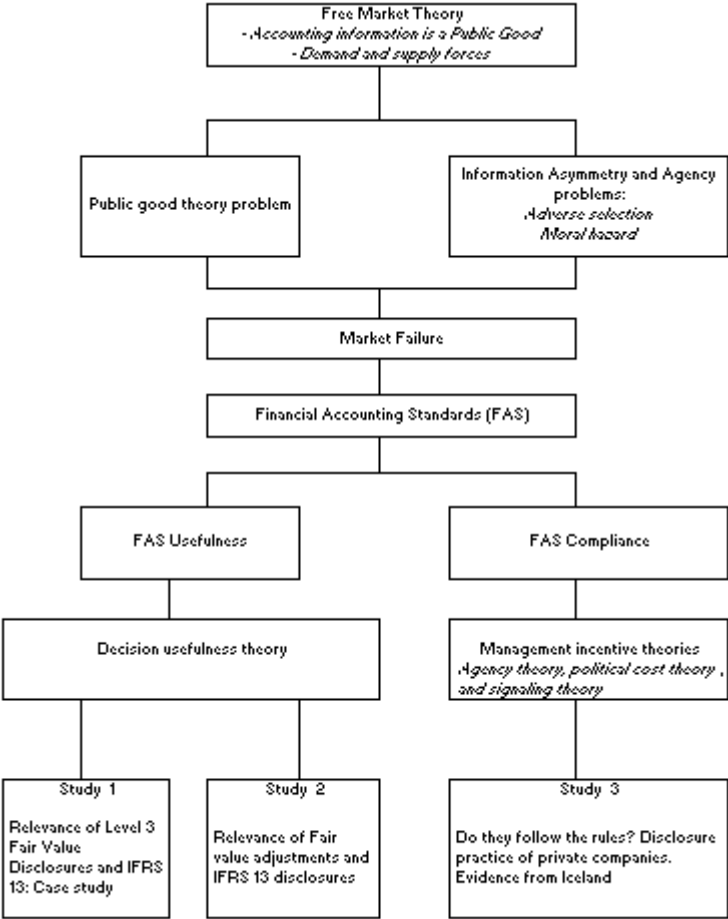 Free Market Theory
- Accounting information is a Public Good
- Demand and supply forces
Public good theory problem
Information Asymmetry and Agency
problems:
Adverse selection
Moral hazard
Market Failure
Financial Accounting Standards (FAS)
FAS Usefulness
FAS Compliance
Decision usefulness theory
Management incentive theories
Agency theory, political cost theory ,
and signaling theory
Study 1
Relevance of Level 3
Fair Value
Disclosures and IFRS
13: Case study
Study 2
Relevance of Fair
value adjustments and
IFRS 13 disclosures
Study 3
Do they follow the rules? Disclosure
practice of private companies.
Evidence from Iceland